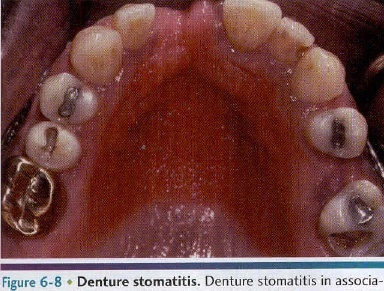 Figure 6-8 • Denture stomatitis. Denture stomatitis in associa-